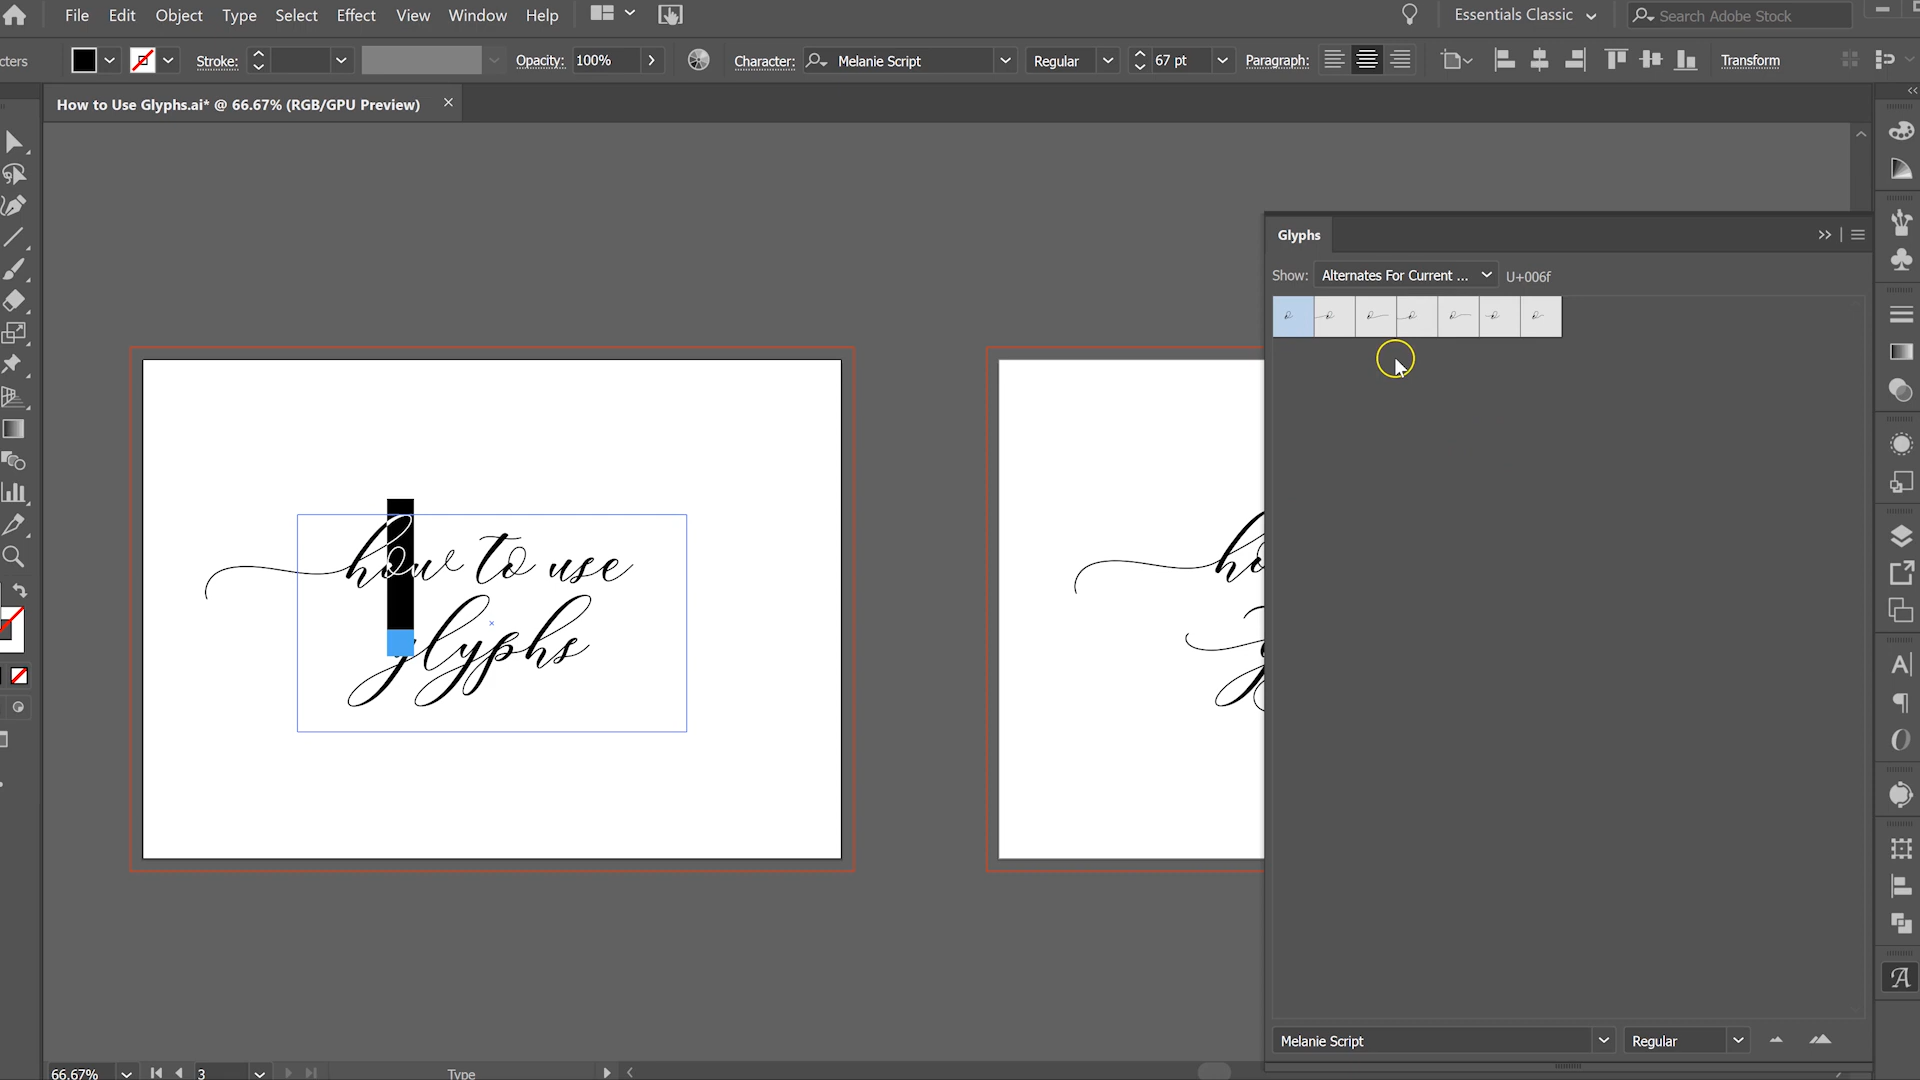 File Edit Object Type Select Effect View Window Help Essentials Classic Search Adobe Stock
cters Stroke: Opacity: 100% Character: Melanie Script Regular 67 pt Paragraph: Transform
How to Use Glyphs.ai* @ 66.67% (RGB/GPU Preview)
Glyphs
Show: Alternates For Current ... U+006f
how to use
glyphs
ho
Melanie Script Regular
66.67% 3 Type